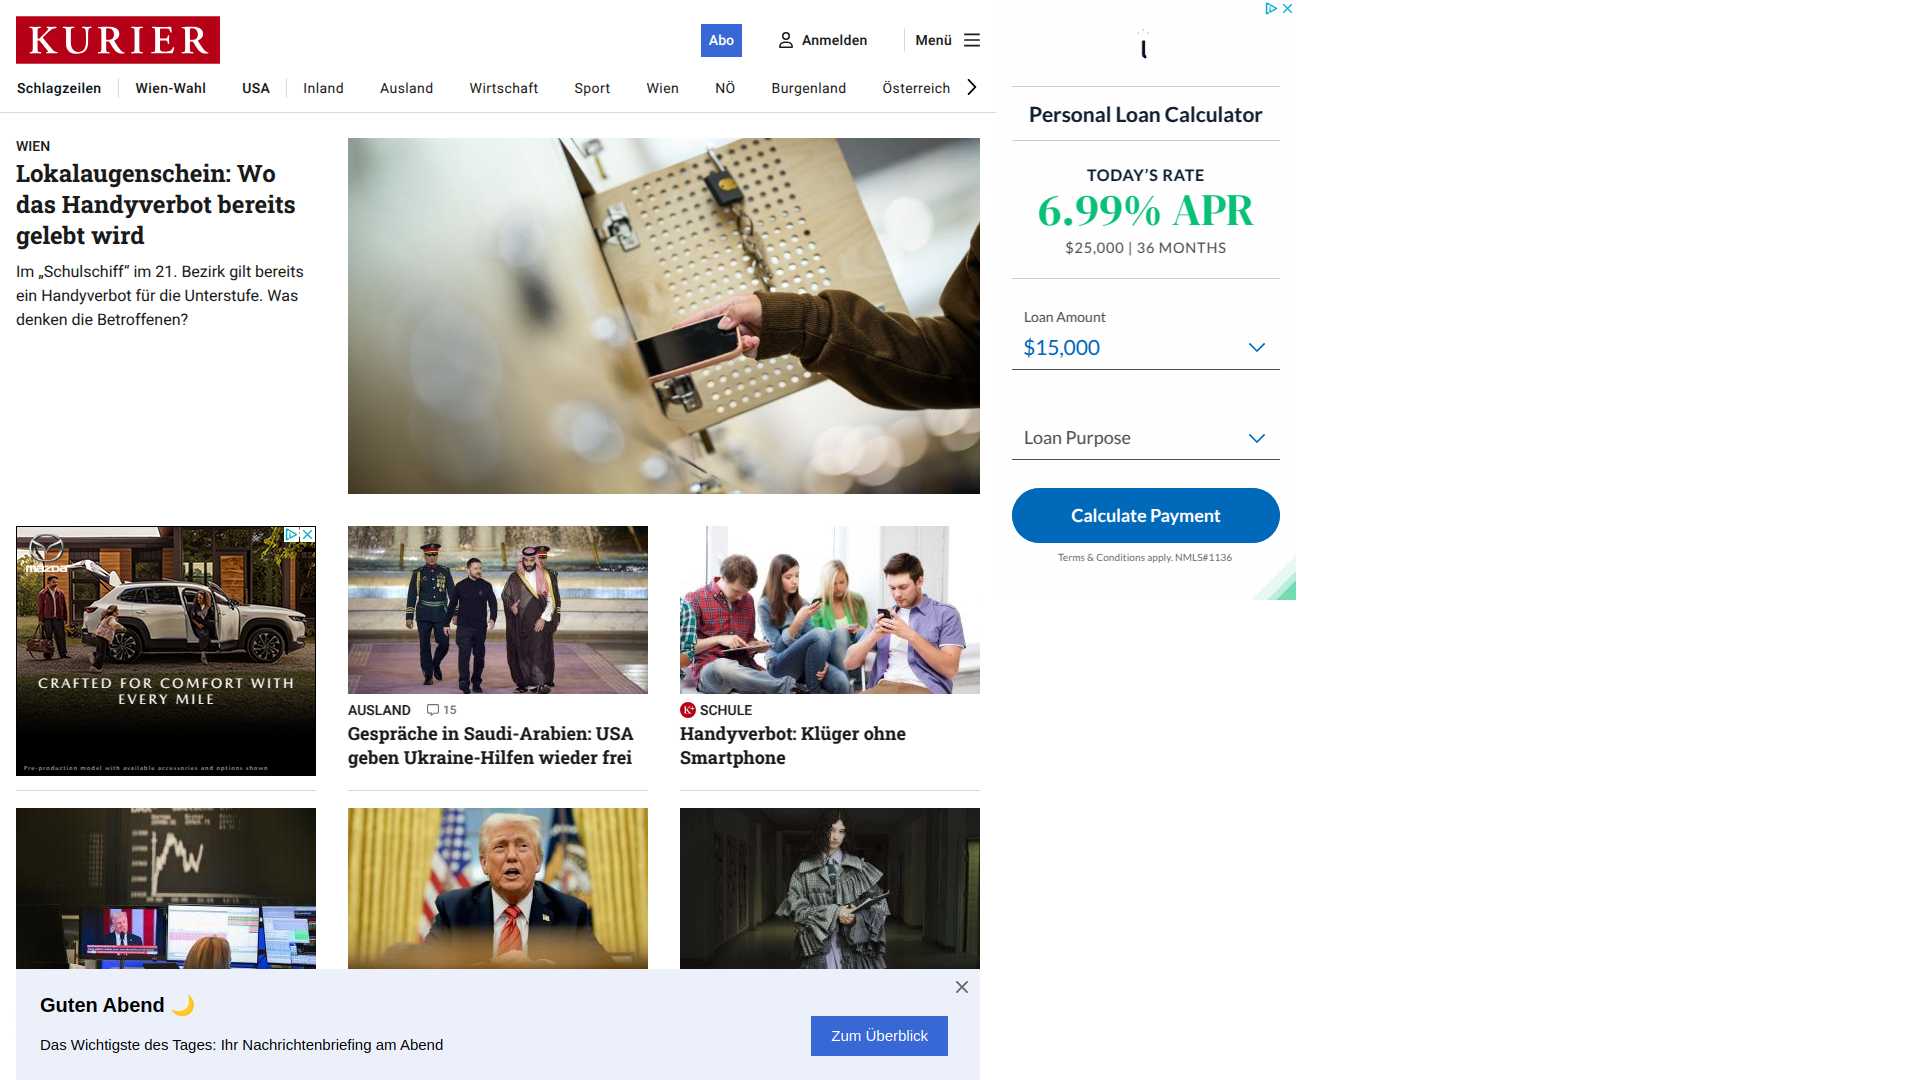 KURIER
Abo
Anmelden
Menü
Schlagzeilen
Wien-Wahl
USA
Inland
Ausland
Wirtschaft
Sport
Wien
NÖ
Burgenland
Österreich
WIEN
Lokalaugenschein: Wo
das Handyverbot bereits
gelebt wird
Im „Schulschiff“ im 21. Bezirk gilt bereits
ein Handyverbot für die Unterstufe. Was
denken die Betroffenen?
Personal Loan Calculator
TODAY’S RATE
6.99% APR
$25,000 | 36 MONTHS
Loan Amount
$15,000
Loan Purpose
Calculate Payment
Terms & Conditions apply. NMLS#1136
mazda
CRAFTED FOR COMFORT WITH
EVERY MILE
Pre-production model with available accessories and options shown
AUSLAND
15
Gespräche in Saudi-Arabien: USA
geben Ukraine-Hilfen wieder frei
K+ SCHULE
Handyverbot: Klüger ohne
Smartphone
Guten Abend 🌙
Das Wichtigste des Tages: Ihr Nachrichtenbriefing am Abend
Zum Überblick